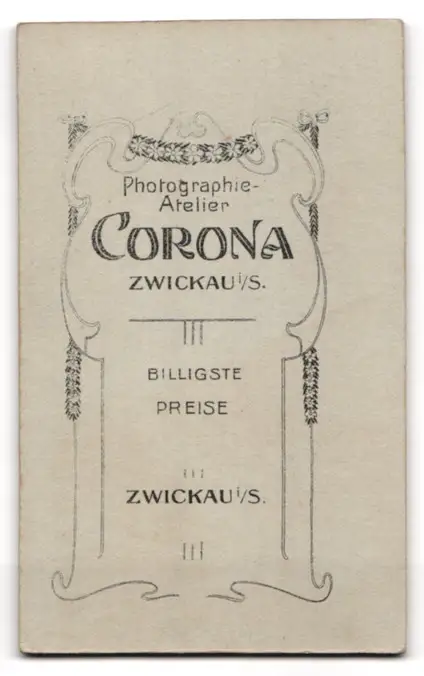 Photographie-
Atelier
CORONA
ZWICKAU i/S.
BILLIGSTE
PREISE
ZWICKAU i/S.